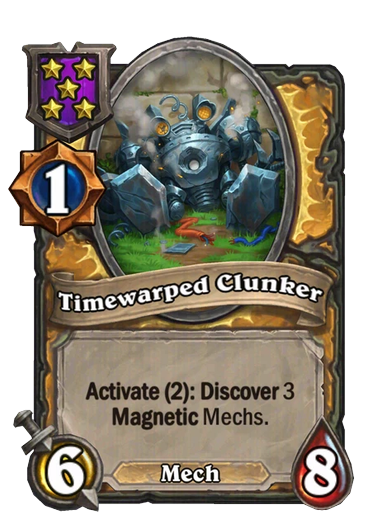 1
Timewarped Clunker
Activate (2): Discover 3
Magnetic Mechs.
6
Mech
8